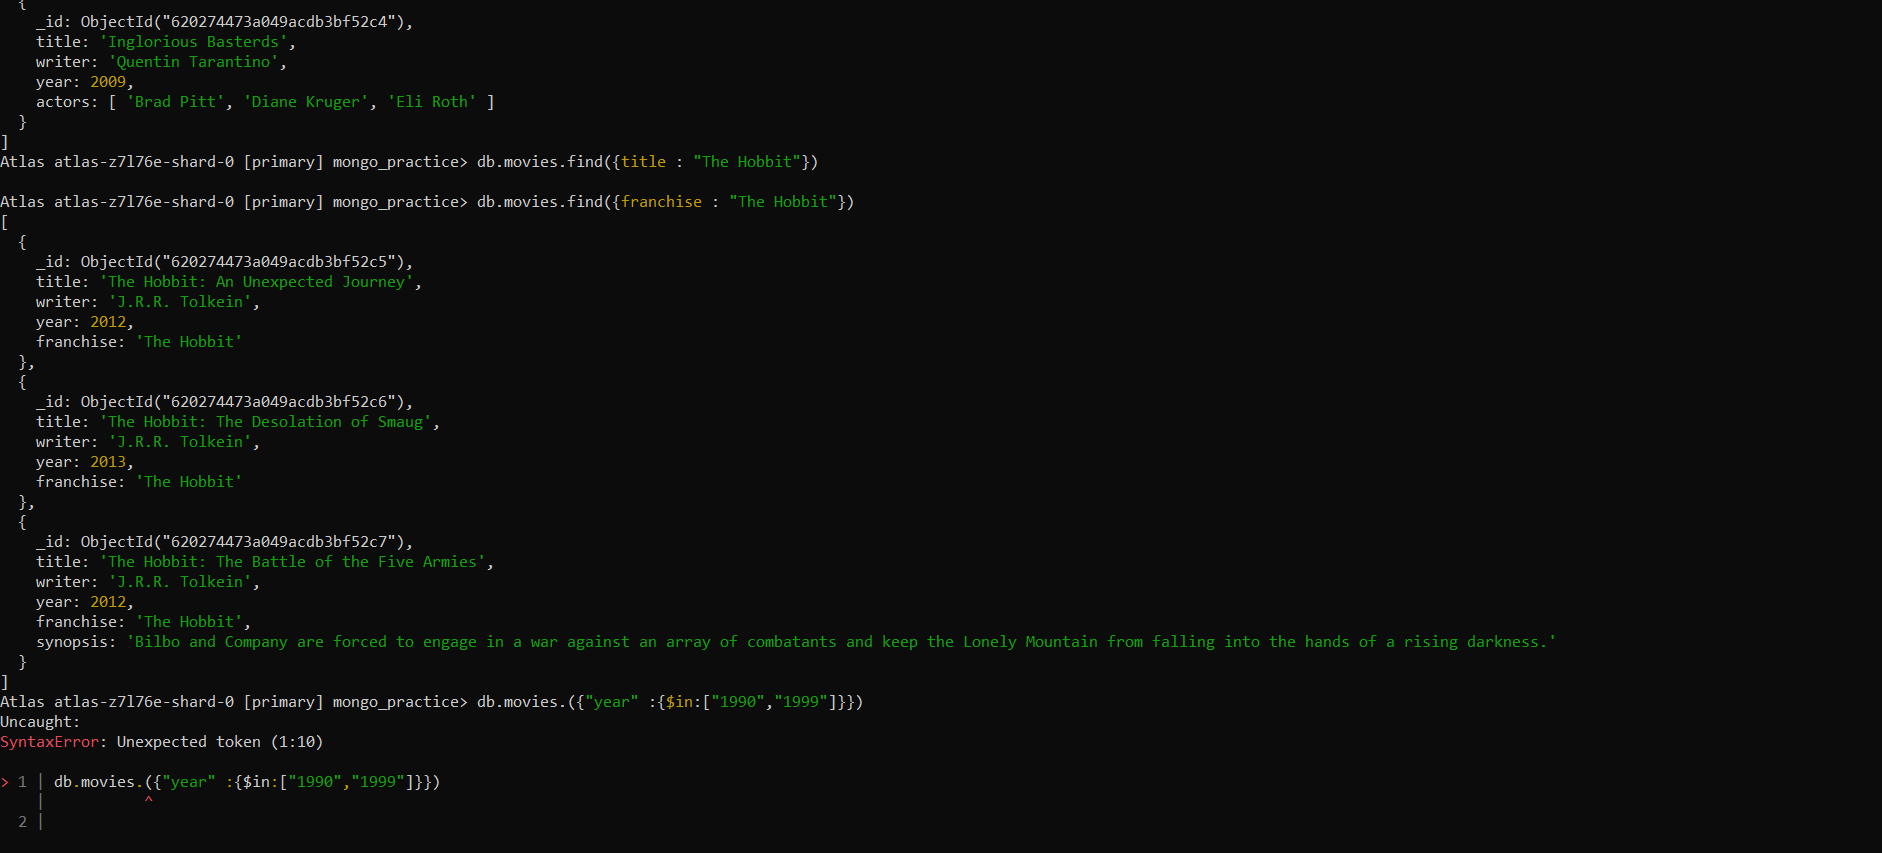 {
_id: ObjectId("620274473a049acdb3bf52c4"),
title: 'Inglorious Basterds',
writer: 'Quentin Tarantino',
year: 2009,
actors: [ 'Brad Pitt', 'Diane Kruger', 'Eli Roth' ]
}
]
Atlas atlas-z7l76e-shard-0 [primary] mongo_practice> db.movies.find({title : "The Hobbit"})
Atlas atlas-z7l76e-shard-0 [primary] mongo_practice> db.movies.find({franchise : "The Hobbit"})
[
{
_id: ObjectId("620274473a049acdb3bf52c5"),
title: 'The Hobbit: An Unexpected Journey',
writer: 'J.R.R. Tolkein',
year: 2012,
franchise: 'The Hobbit'
},
{
_id: ObjectId("620274473a049acdb3bf52c6"),
title: 'The Hobbit: The Desolation of Smaug',
writer: 'J.R.R. Tolkein',
year: 2013,
franchise: 'The Hobbit'
},
{
_id: ObjectId("620274473a049acdb3bf52c7"),
title: 'The Hobbit: The Battle of the Five Armies',
writer: 'J.R.R. Tolkein',
year: 2012,
franchise: 'The Hobbit',
synopsis: 'Bilbo and Company are forced to engage in a war against an array of combatants and keep the Lonely Mountain from falling into the hands of a rising darkness.'
}
]
Atlas atlas-z7l76e-shard-0 [primary] mongo_practice> db.movies.({"year" :{$in:["1990","1999"]}})
Uncaught:
SyntaxError: Unexpected token (1:10)
> 1 | db.movies.({"year" :{$in:["1990","1999"]}})
| ^
2 |